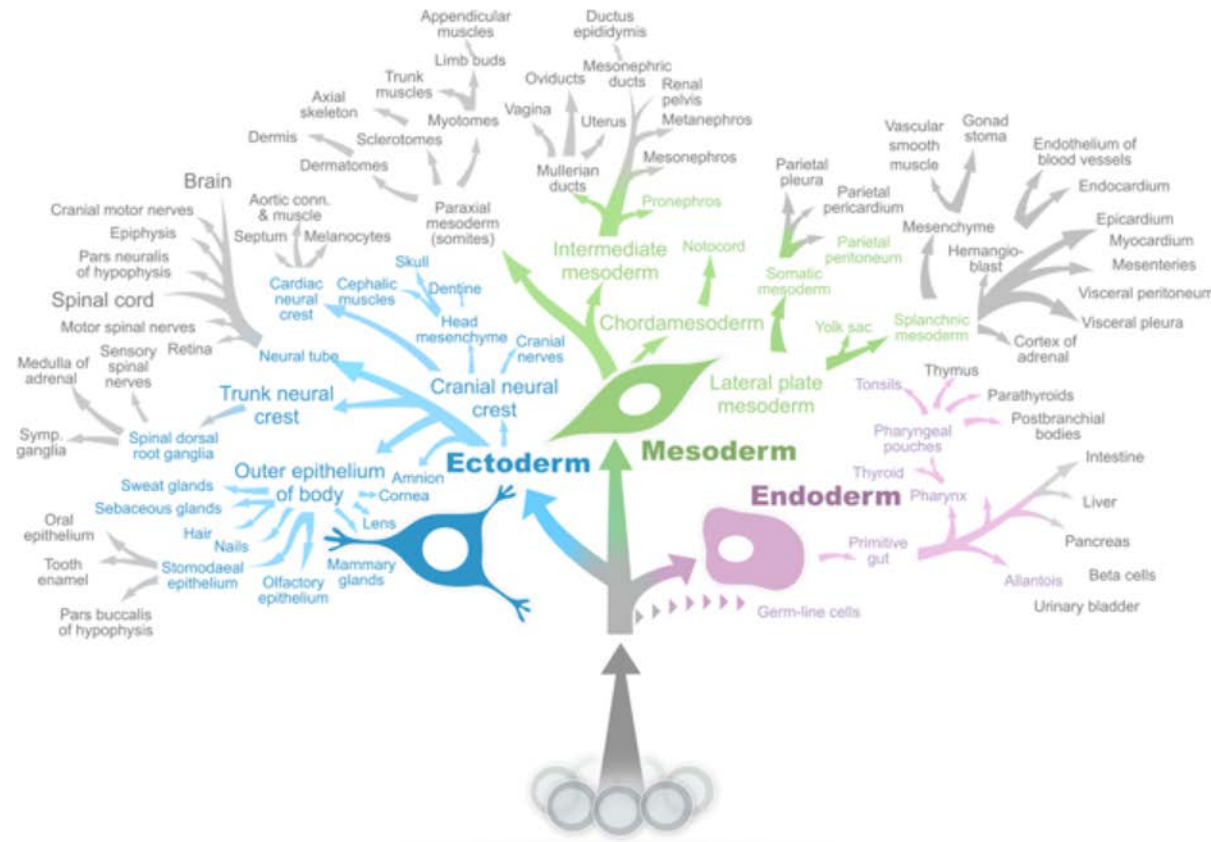 Appendicular
muscles
Limb buds
Trunk
muscles
Axial
skeleton
Myotomes
Sclerotomes
Dermis
Dermatomes
Paraxial
mesoderm
(somites)
Ductus
epididymis
Mesonephric
ducts
Oviducts
Renal
pelvis
Vagina
Uterus
Metanephros
Mesonephros
Mullerian
ducts
Pronephros
Intermediate
mesoderm
Notocord
Chordamesoderm
Parietal
pleura
Parietal
pericardium
Parietal
peritoneum
Somatic
mesoderm
Yolk sac
Splanchnic
mesoderm
Lateral plate
mesoderm
Vascular
smooth
muscle
Gonad
stoma
Endothelium of
blood vessels
Endocardium
Mesenchyme
Hemangio-
blast
Epicardium
Myocardium
Mesenteries
Visceral peritoneum
Visceral pleura
Cortex of
adrenal
Brain
Cranial motor nerves
Epiphysis
Pars neuralis
of hypophysis
Spinal cord
Motor spinal nerves
Retina
Neural tube
Aortic conn.
& muscle
Septum
Melanocytes
Cardiac
neural
crest
Cephalic
muscles
Skull
Dentine
Head
mesenchyme
Cranial
nerves
Cranial neural
crest
Medulla of
adrenal
Sensory
spinal
nerves
Trunk neural
crest
Symp.
ganglia
Spinal dorsal
root ganglia
Ectoderm
Mesoderm
Endoderm
Outer epithelium
of body
Amnion
Cornea
Lens
Sweat glands
Sebaceous glands
Hair
Nails
Oral
epithelium
Tooth
enamel
Stomodaeal
epithelium
Olfactory
epithelium
Mammary
glands
Pars buccalis
of hypophysis
Tonsils
Thymus
Parathyroids
Postbranchial
bodies
Pharyngeal
pouches
Thyroid
Pharynx
Intestine
Liver
Pancreas
Primitive
gut
Allantois
Beta cells
Urinary bladder
Germ-line cells